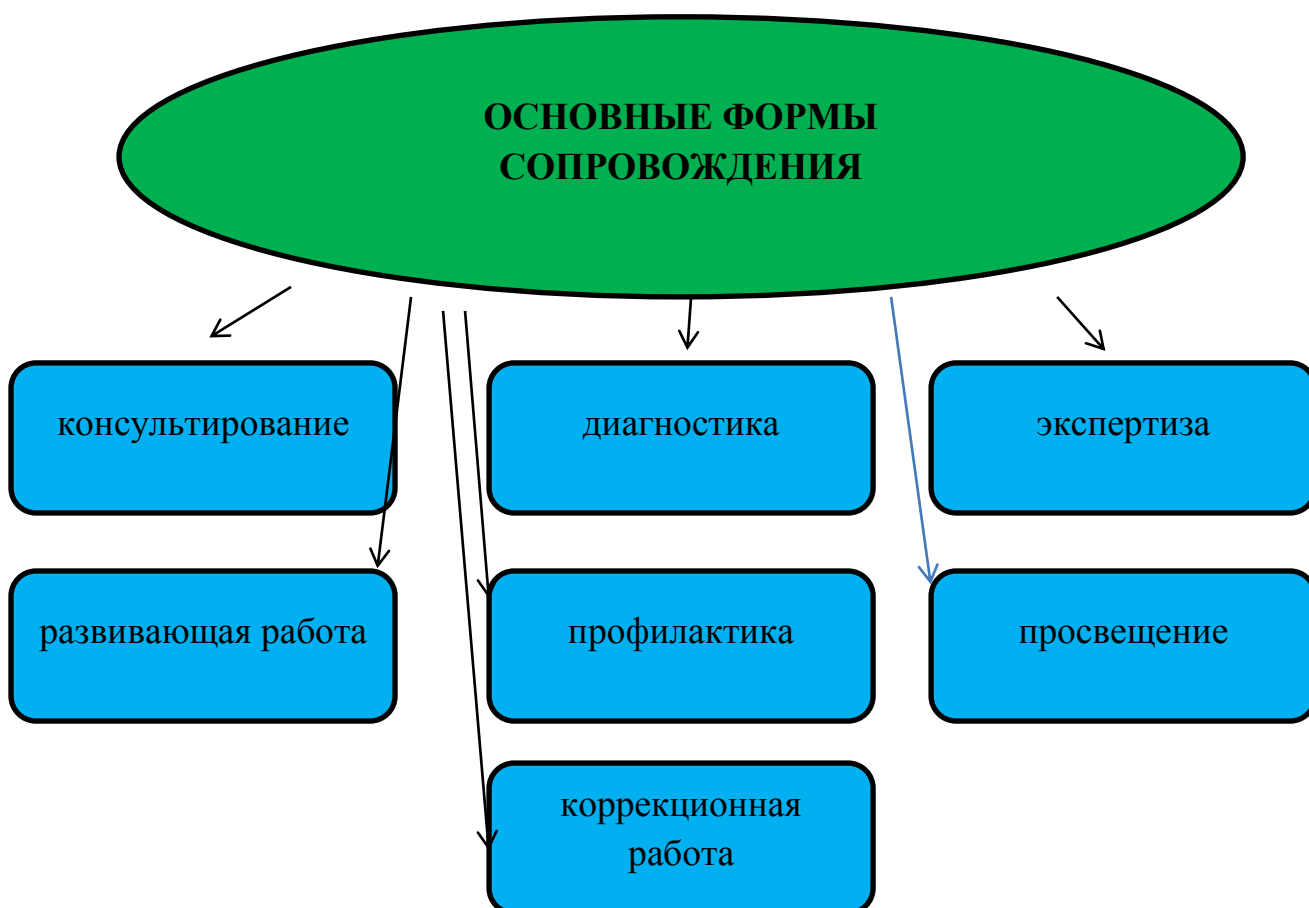 ОСНОВНЫЕ ФОРМЫ
СОПРОВОЖДЕНИЯ
консультирование
диагностика
экспертиза
развивающая работа
профилактика
просвещение
коррекционная
работа